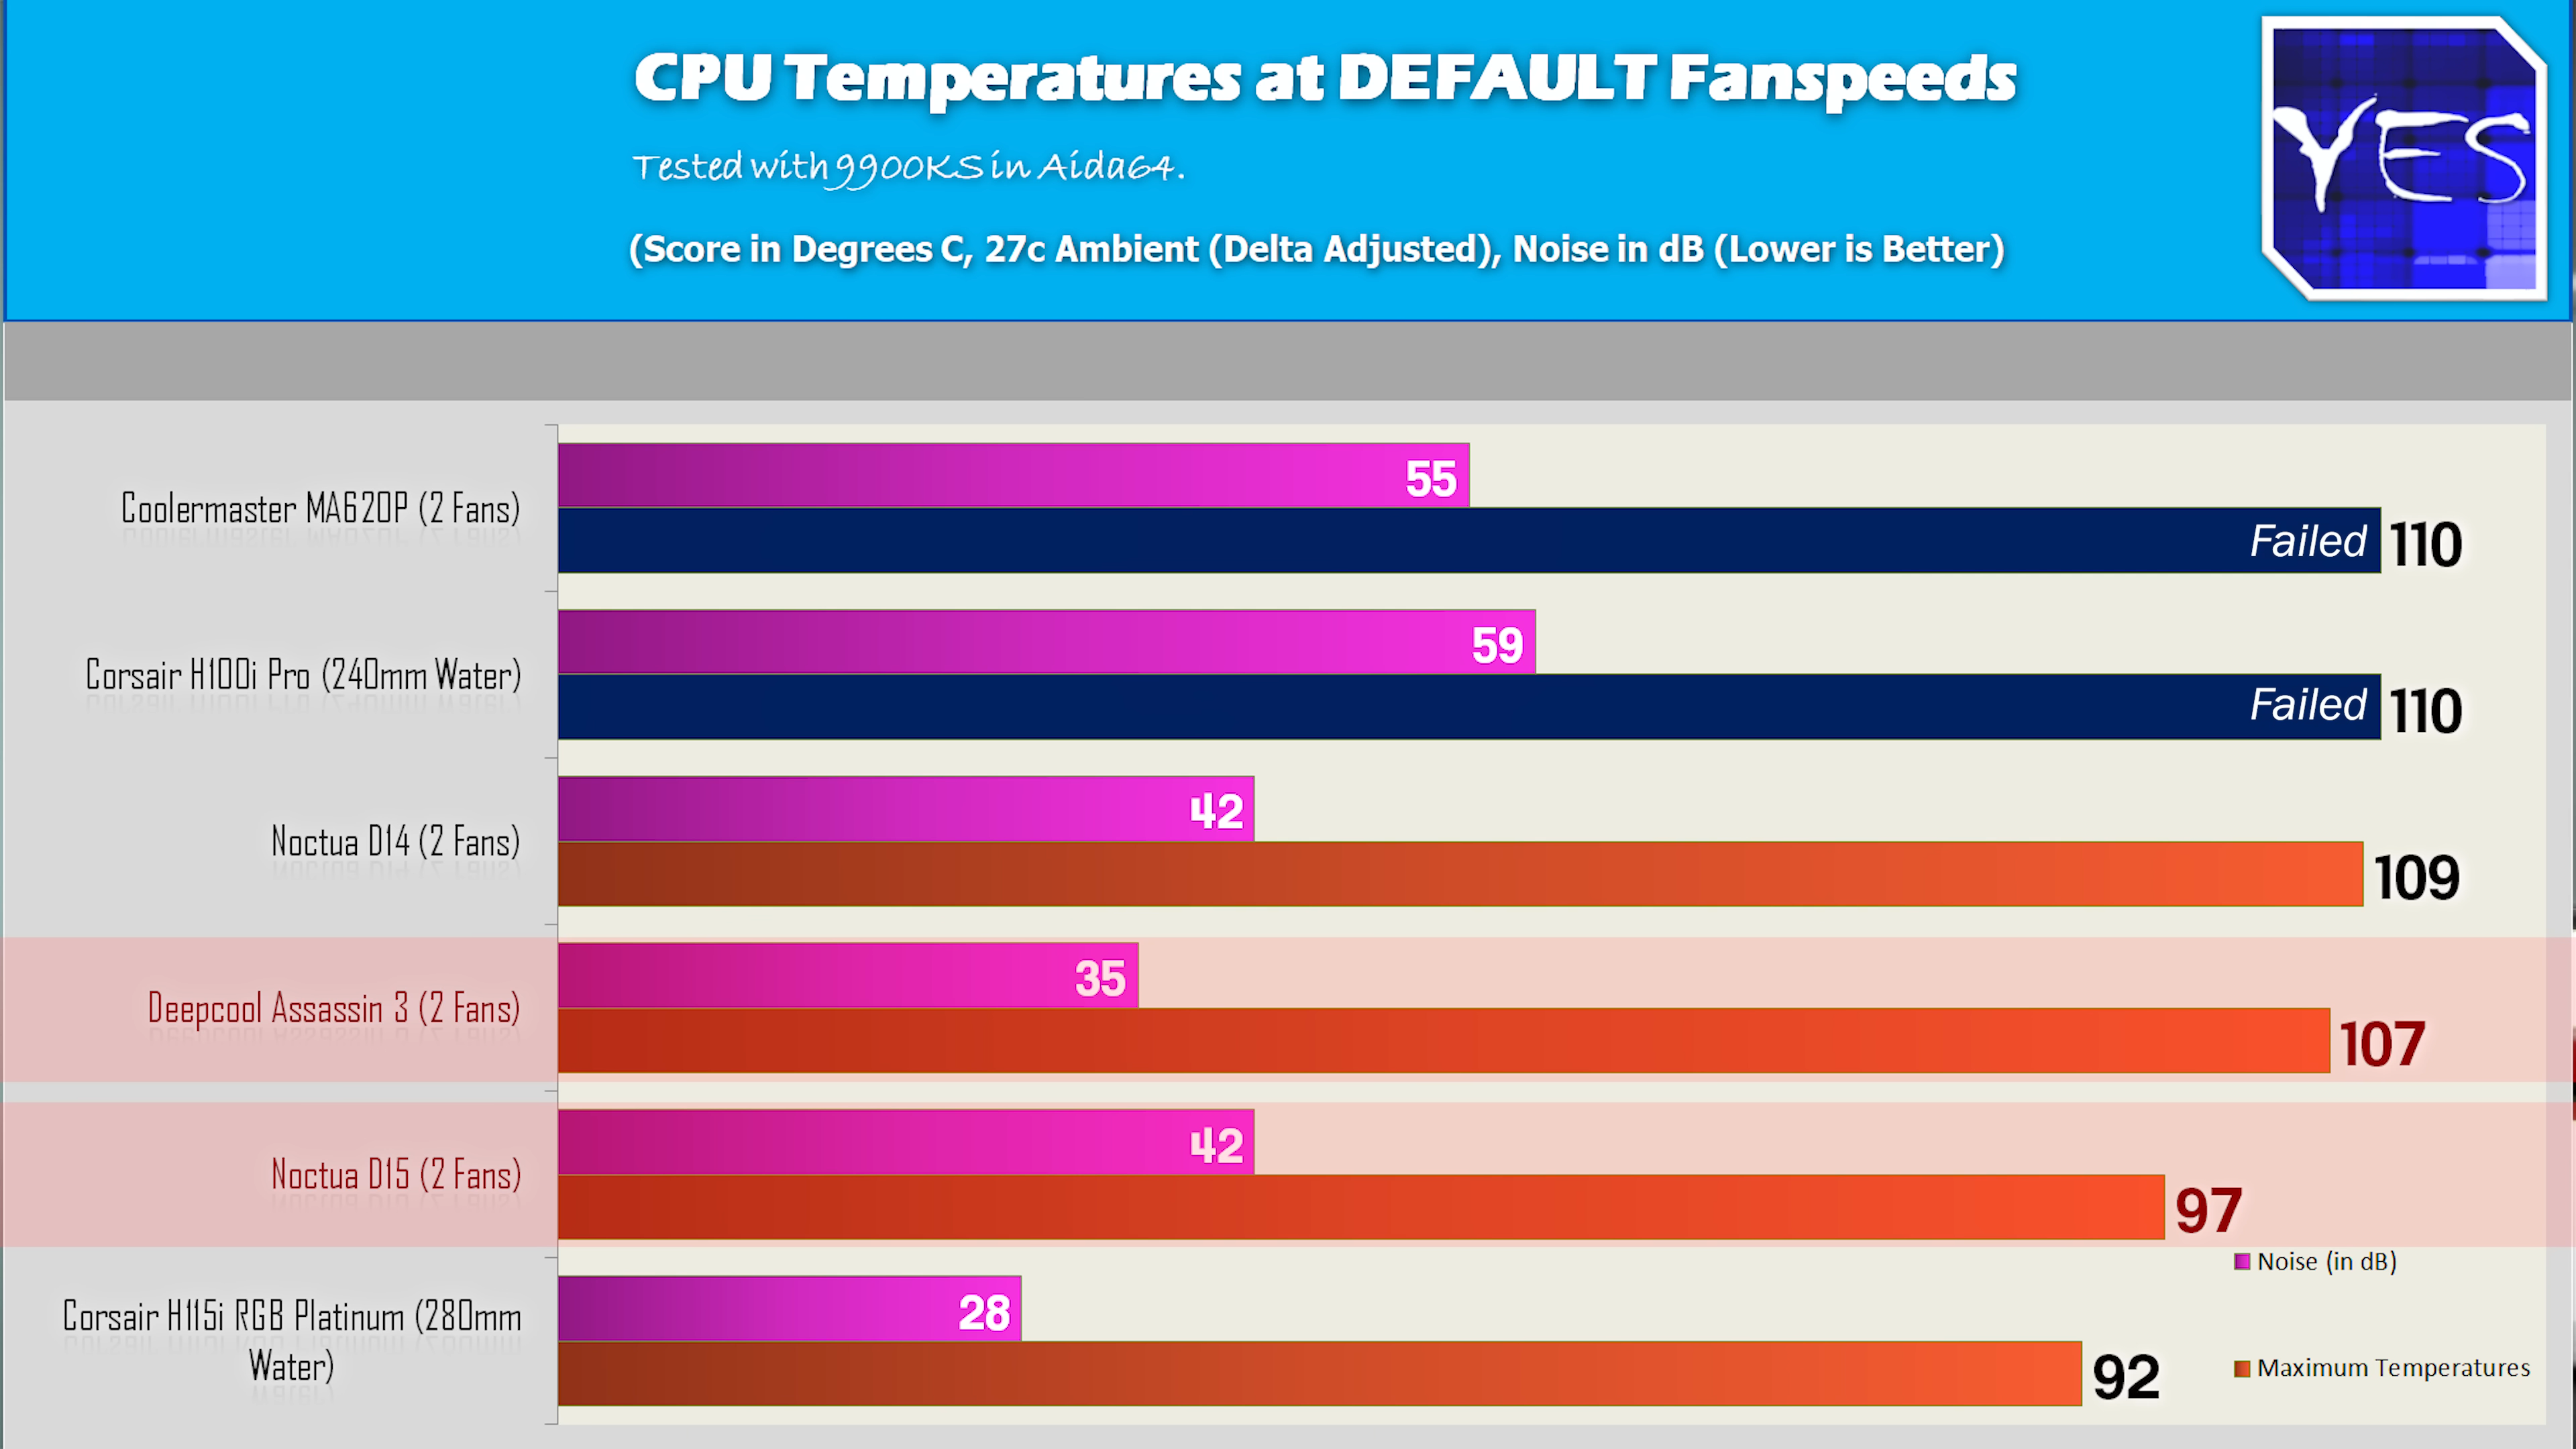 CPU Temperatures at DEFAULT Fanspeeds
YES
Tested with 9900KS in Aida64.
(Score in Degrees C, 27c Ambient (Delta Adjusted), Noise in dB (Lower is Better)
Coolermaster MA620P (2 Fans)
55
Failed 110
Corsair H100i Pro (240mm Water)
59
Failed 110
Noctua D14 (2 Fans)
42
109
Deepcool Assassin 3 (2 Fans)
35
107
Noctua D15 (2 Fans)
42
97
Noise (in dB)
Corsair H115i RGB Platinum (280mm
Water)
28
92
Maximum Temperatures